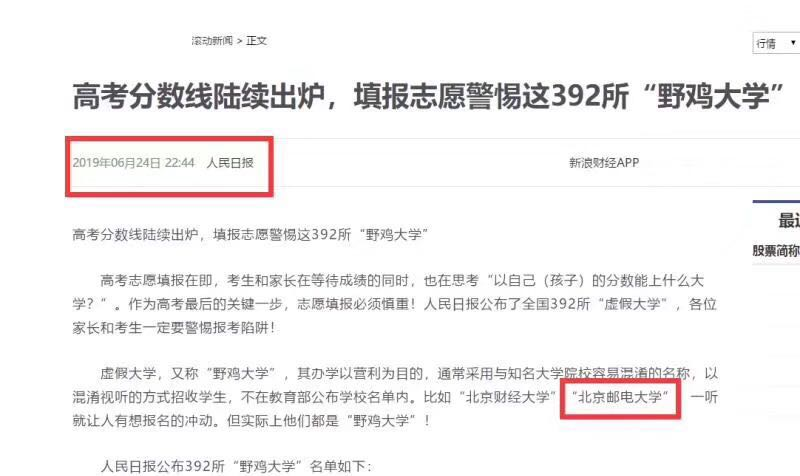 滚动新闻 > 正文
行情
高考分数线陆续出炉，填报志愿警惕这392所“野鸡大学”
2019年06月24日 22:44 人民日报
新浪财经APP
高考分数线陆续出炉，填报志愿警惕这392所“野鸡大学”
股票简称
高考志愿填报在即，考生和家长在等待成绩的同时，也在思考“以自己（孩子）的分数能上什么大
学？”。作为高考最后的关键一步，志愿填报必须慎重！人民日报公布了全国392所“虚假大学”，各位
家长和考生一定要警惕报考陷阱！
虚假大学，又称“野鸡大学”，其办学以营利为目的，通常采用与知名大学院校容易混淆的名称，以
混淆视听的方式招收学生，不在教育部公布学校名单内。比如“北京财经大学”“北京邮电大学” 一听
就让人有想报名的冲动。但实际上他们都是“野鸡大学”！
人民日报公布392所“野鸡大学”名单如下：